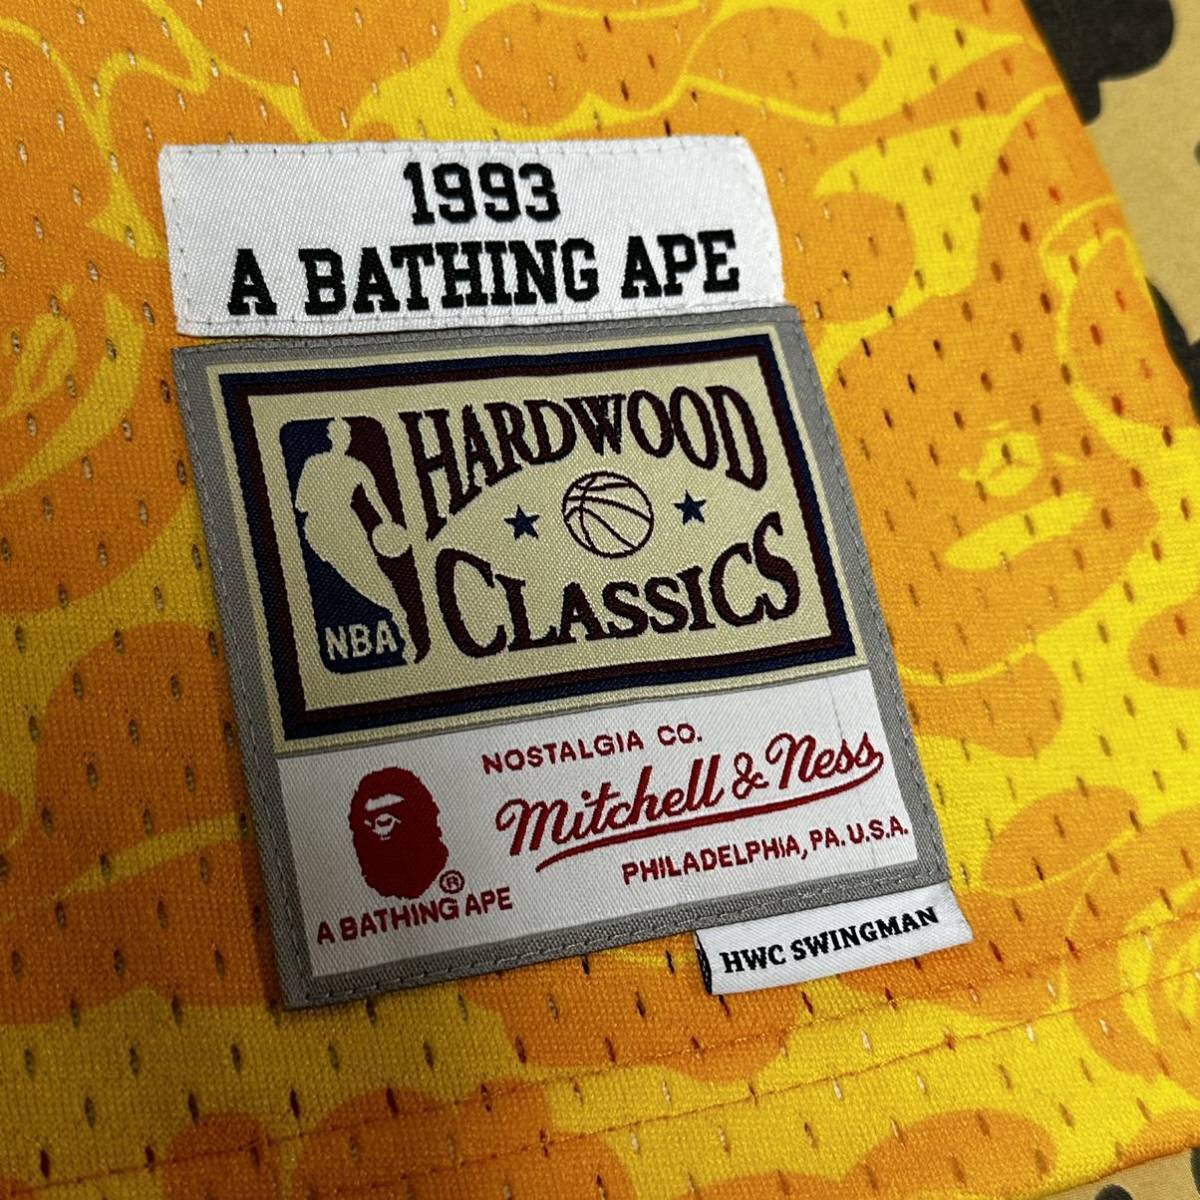 1993
A BATHING APE
HARDWOOD
CLASSICS
NBA
NOSTALGIA CO.
Mitchell & Ness
PHILADELPHIA, PA. U.S.A.
®
A BATHING APE
HWC SWINGMAN